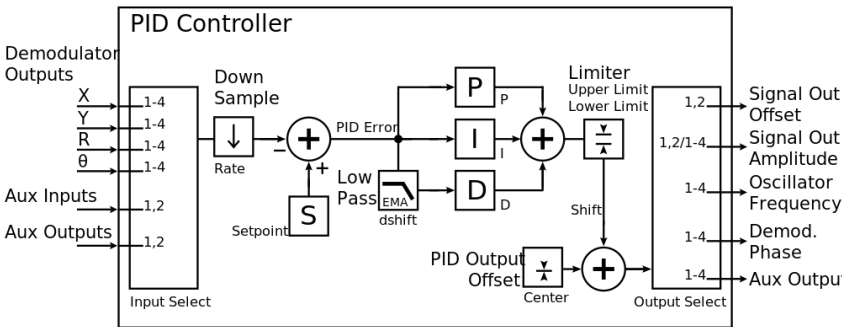 PID Controller
Demodulator
Outputs
X
Y
R
θ
Aux Inputs
Aux Outputs
1-4
1-4
1-4
1-4
1,2
1,2
Input Select
Down
Sample
↓
Rate
−
+
+
S
Setpoint
PID Error
Low
Pass
EMA
dshift
P
P
I
I
D
D
+
Limiter
Upper Limit
Lower Limit
Shift
PID Output
Offset
Center
+
1,2
1,2/1-4
1-4
1-4
1-4
Output Select
Signal Out
Offset
Signal Out
Amplitude
Oscillator
Frequency
Demod.
Phase
Aux Output